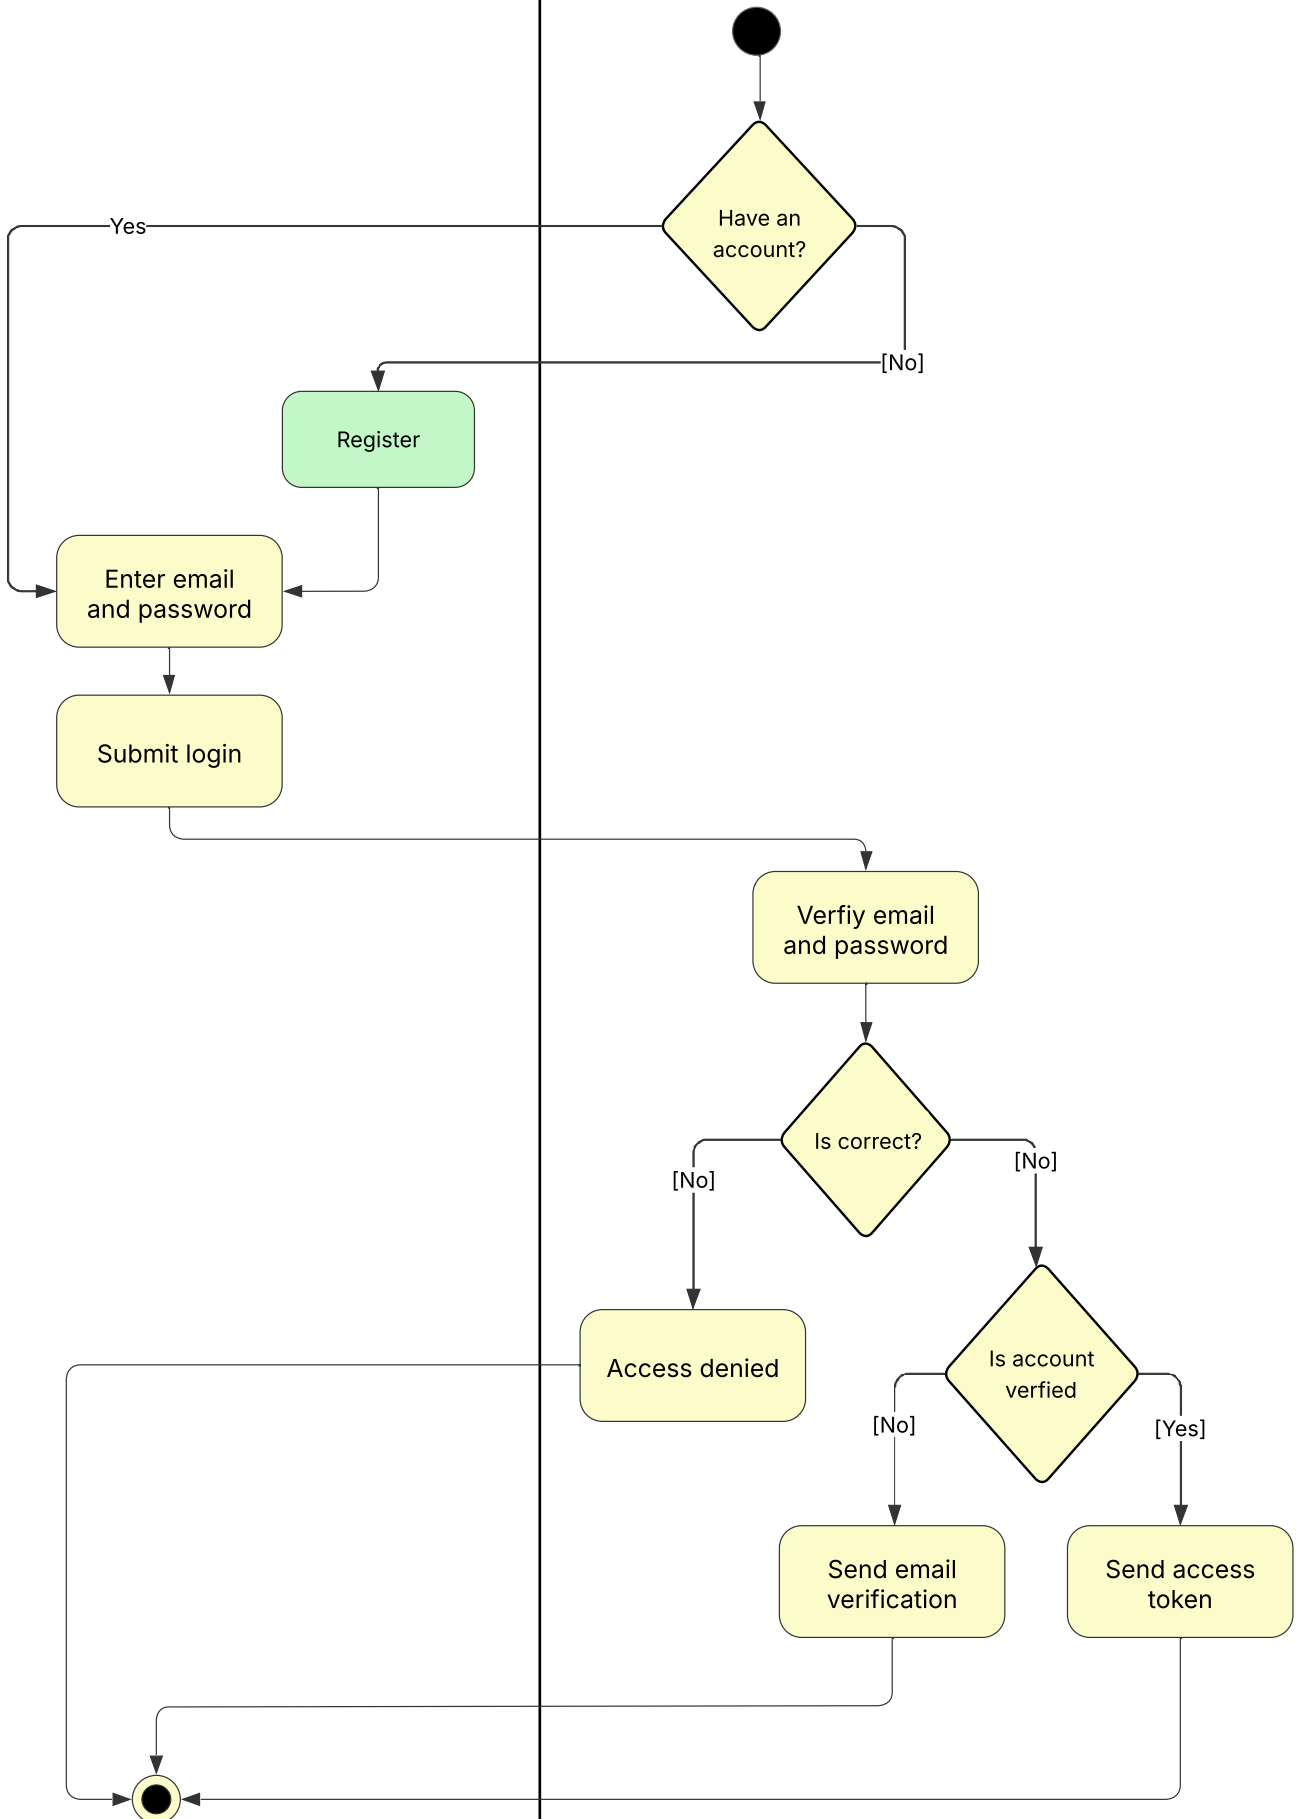 Have an
account?
Yes
[No]
Register
Enter email
and password
Submit login
Verfiy email
and password
Is correct?
[No]
[No]
Access denied
Is account
verfied
[No]
[Yes]
Send email
verification
Send access
token